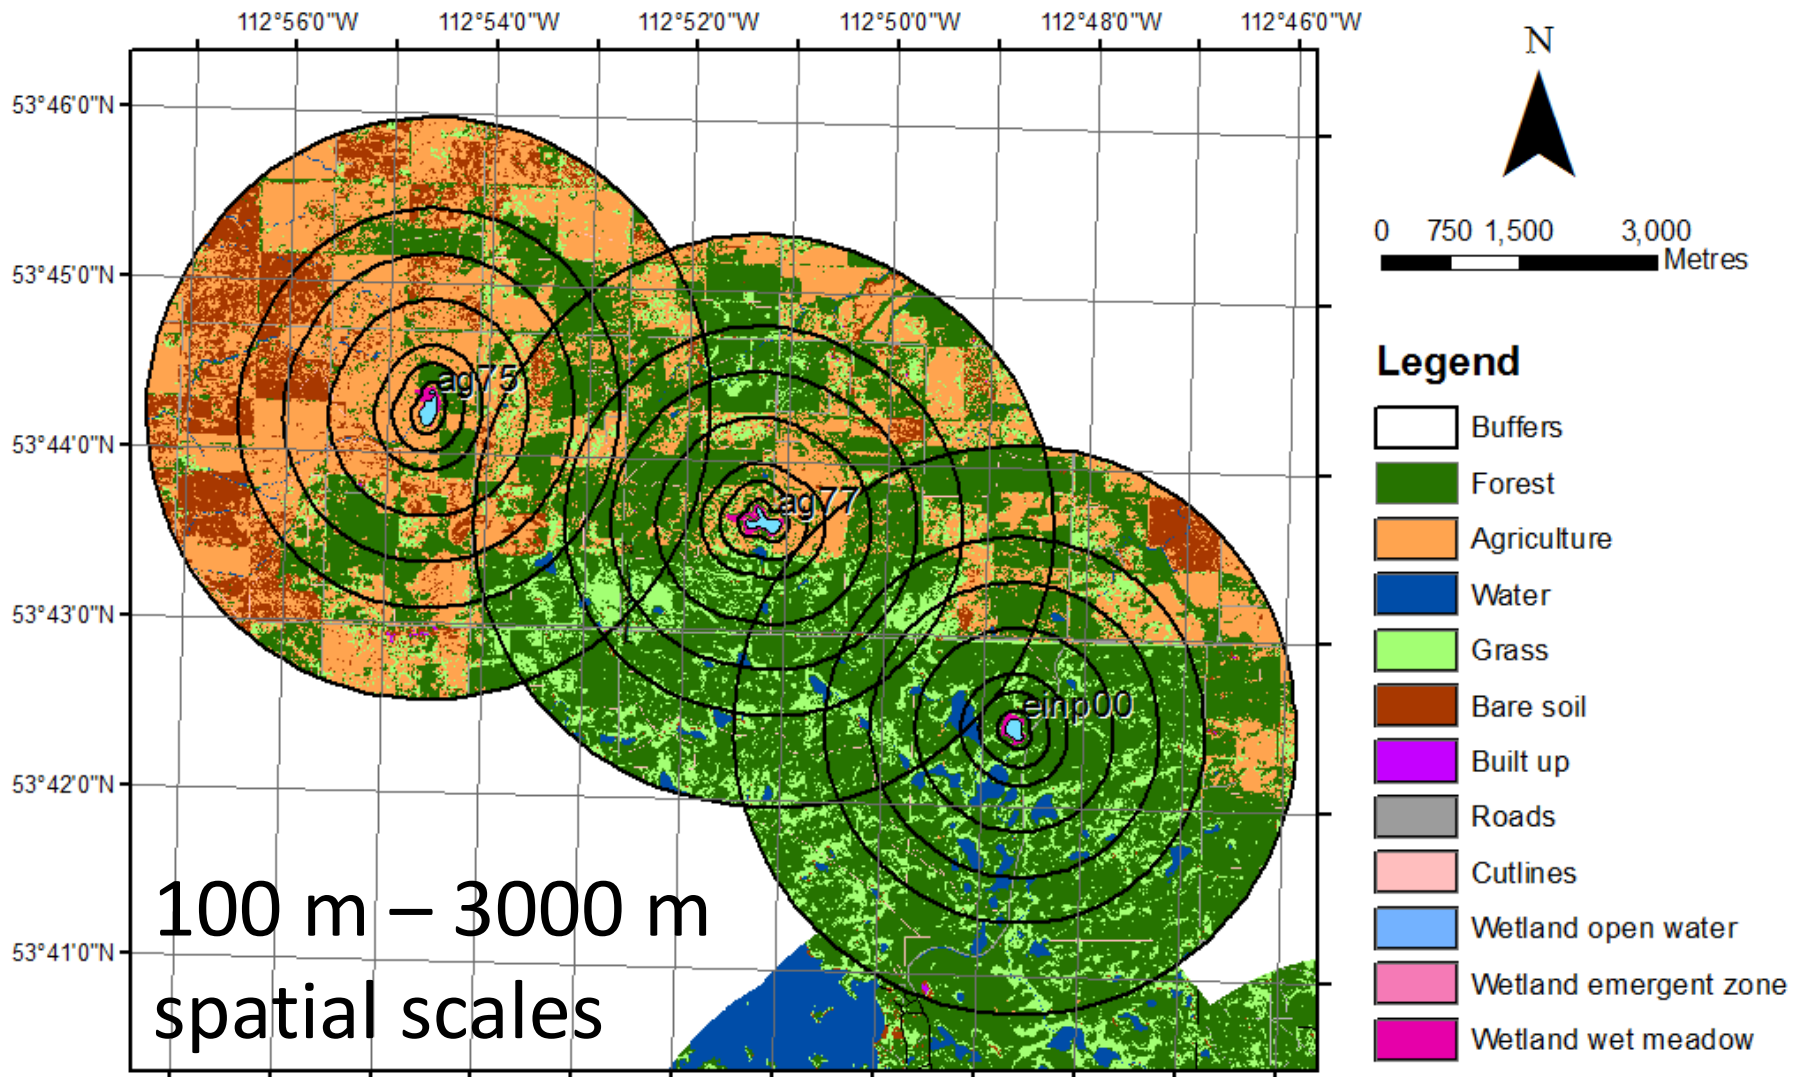 112°56'0"W 112°54'0"W 112°52'0"W 112°50'0"W 112°48'0"W 112°46'0"W
53°46'0"N
53°45'0"N
53°44'0"N
53°43'0"N
53°42'0"N
53°41'0"N
ag75
ag77
einp00
100 m – 3000 m
spatial scales
N
0 750 1,500 3,000
Metres
Legend
Buffers
Forest
Agriculture
Water
Grass
Bare soil
Built up
Roads
Cutlines
Wetland open water
Wetland emergent zone
Wetland wet meadow